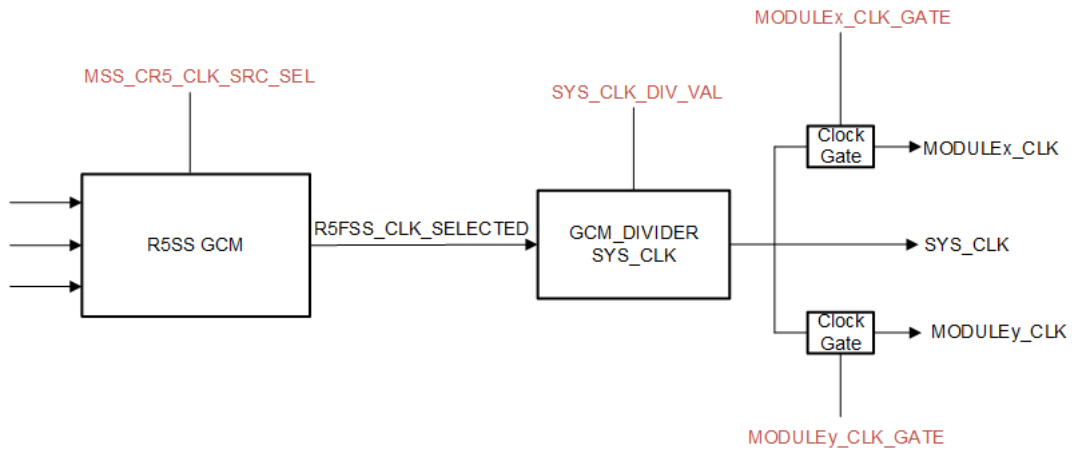 MODULEx_CLK_GATE
MSS_CR5_CLK_SRC_SEL
SYS_CLK_DIV_VAL
Clock
Gate
MODULEx_CLK
R5SS GCM
R5FSS_CLK_SELECTED
GCM_DIVIDER
SYS_CLK
SYS_CLK
Clock
Gate
MODULEy_CLK
MODULEy_CLK_GATE